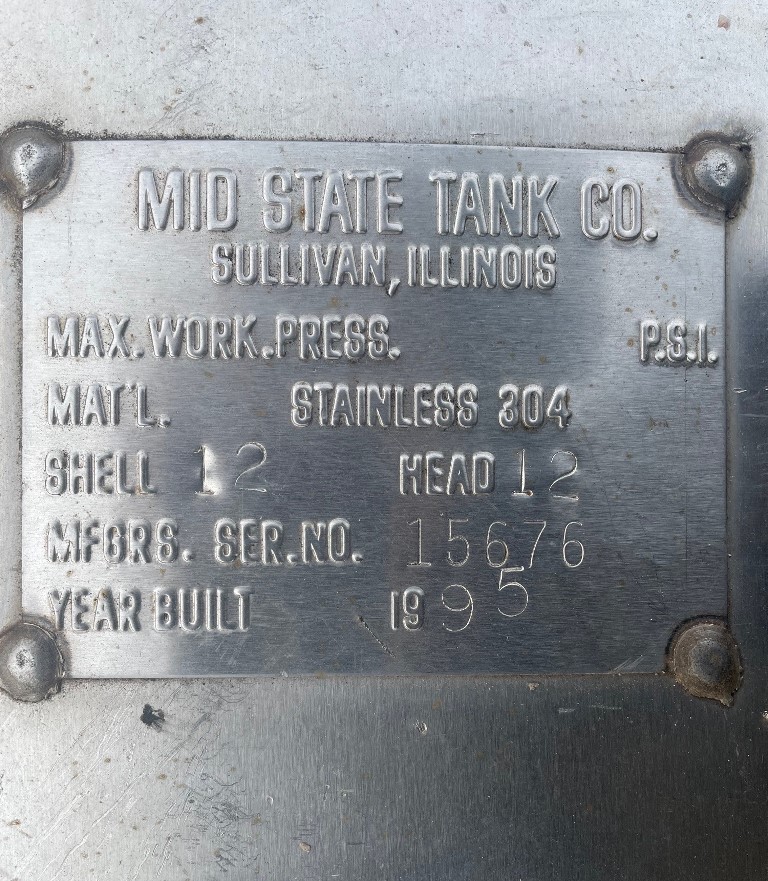 MID STATE TANK CO.
SULLIVAN, ILLINOIS
MAX. WORK. PRESS. P.S.I.
MAT'L. STAINLESS 304
SHELL 12 HEAD 12
MFGRS. SER. NO. 15676
YEAR BUILT 1995